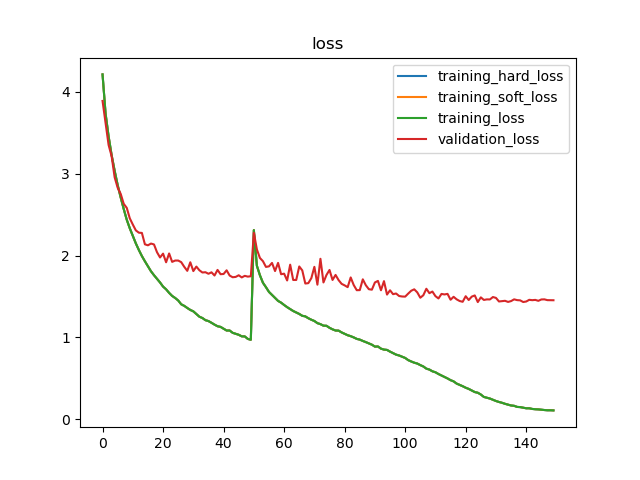 loss
training_hard_loss
training_soft_loss
training_loss
validation_loss
4
3
2
1
0
0 20 40 60 80 100 120 140